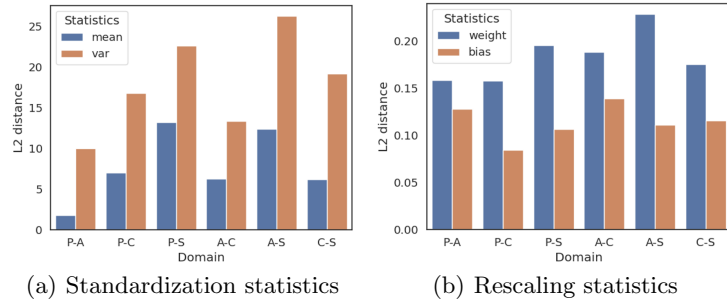 Statistics
mean
var
L2 distance
25
20
15
10
5
0
P-A P-C P-S A-C A-S C-S
Domain
(a) Standardization statistics
Statistics
weight
bias
L2 distance
0.20
0.15
0.10
0.05
0.00
P-A P-C P-S A-C A-S C-S
Domain
(b) Rescaling statistics